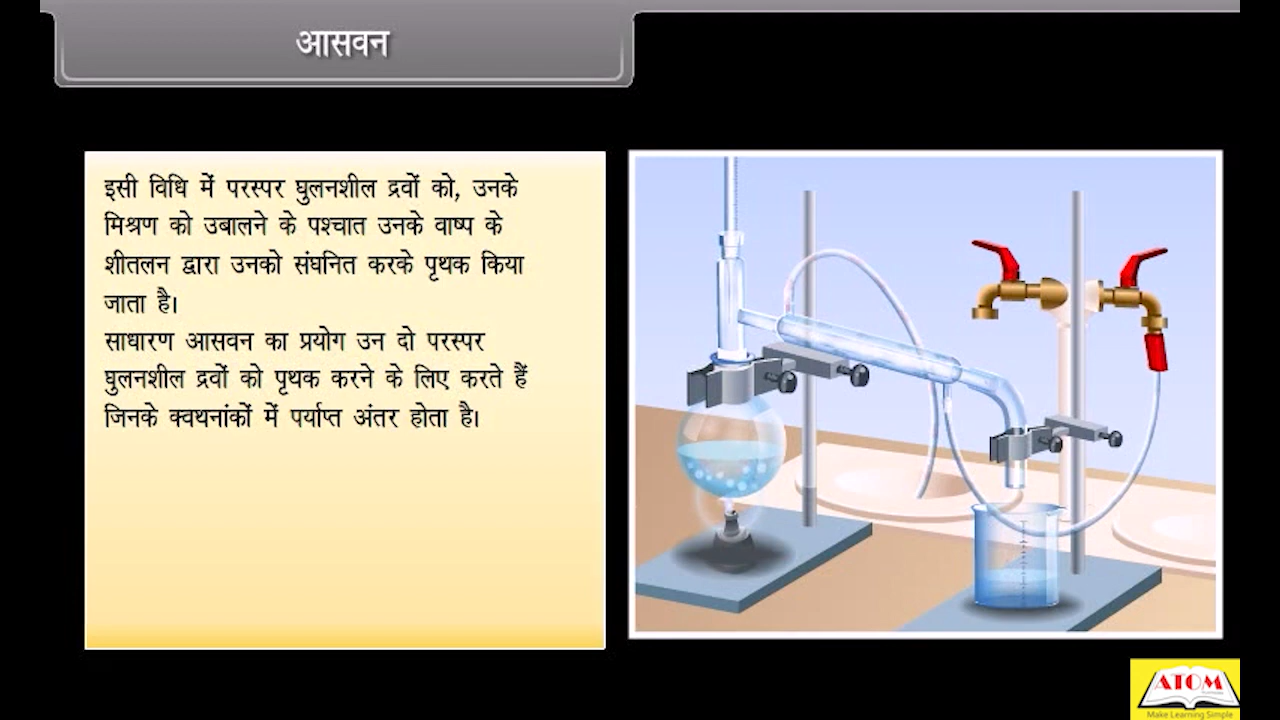 आसवन
इसी विधि में परस्पर घुलनशील द्रवों को, उनके
मिश्रण को उबालने के पश्चात उनके वाष्प के
शीतलन द्वारा उनको संघनित करके पृथक किया
जाता है।
साधारण आसवन का प्रयोग उन दो परस्पर
घुलनशील द्रवों को पृथक करने के लिए करते हैं
जिनके क्वथनांकों में पर्याप्त अंतर होता है।
ATOM
Make Learning Simple